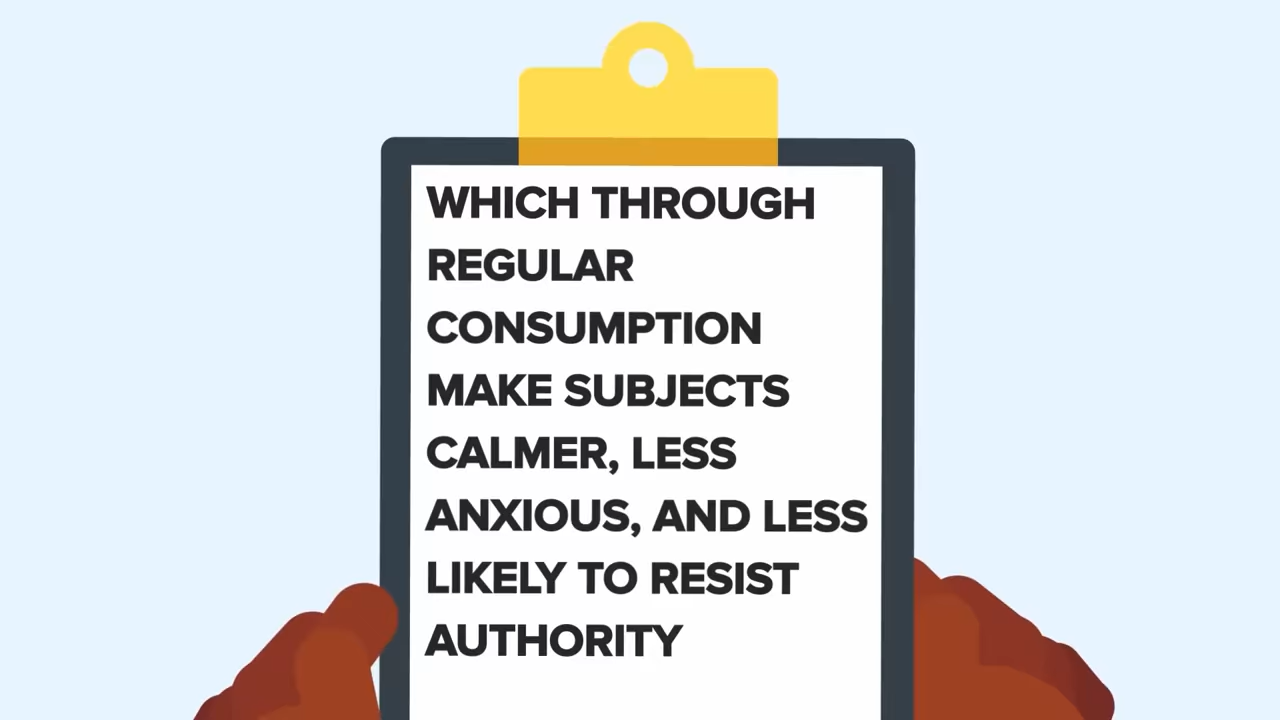 WHICH THROUGH
REGULAR
CONSUMPTION
MAKE SUBJECTS
CALMER, LESS
ANXIOUS, AND LESS
LIKELY TO RESIST
AUTHORITY